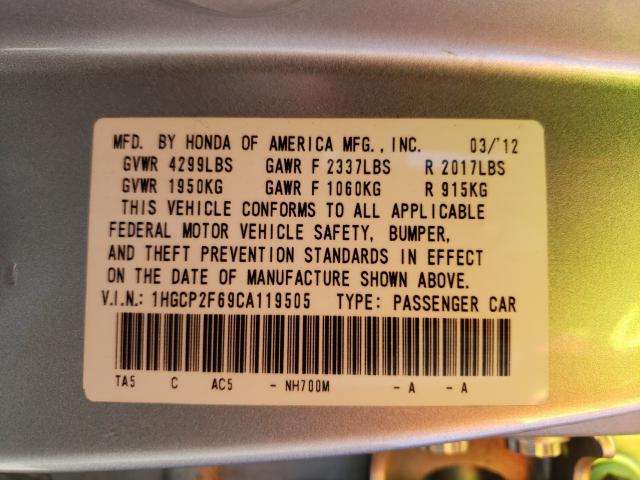 MFD. BY HONDA OF AMERICA MFG., INC. 03/'12
GVWR 4299LBS GAWR F 2337LBS R 2017LBS
GVWR 1950KG GAWR F 1060KG R 915KG
THIS VEHICLE CONFORMS TO ALL APPLICABLE
FEDERAL MOTOR VEHICLE SAFETY, BUMPER,
AND THEFT PREVENTION STANDARDS IN EFFECT
ON THE DATE OF MANUFACTURE SHOWN ABOVE.
V.I.N.: 1HGCP2F69CA119505 TYPE: PASSENGER CAR
TA5 C AC5 - NH700M - A - A